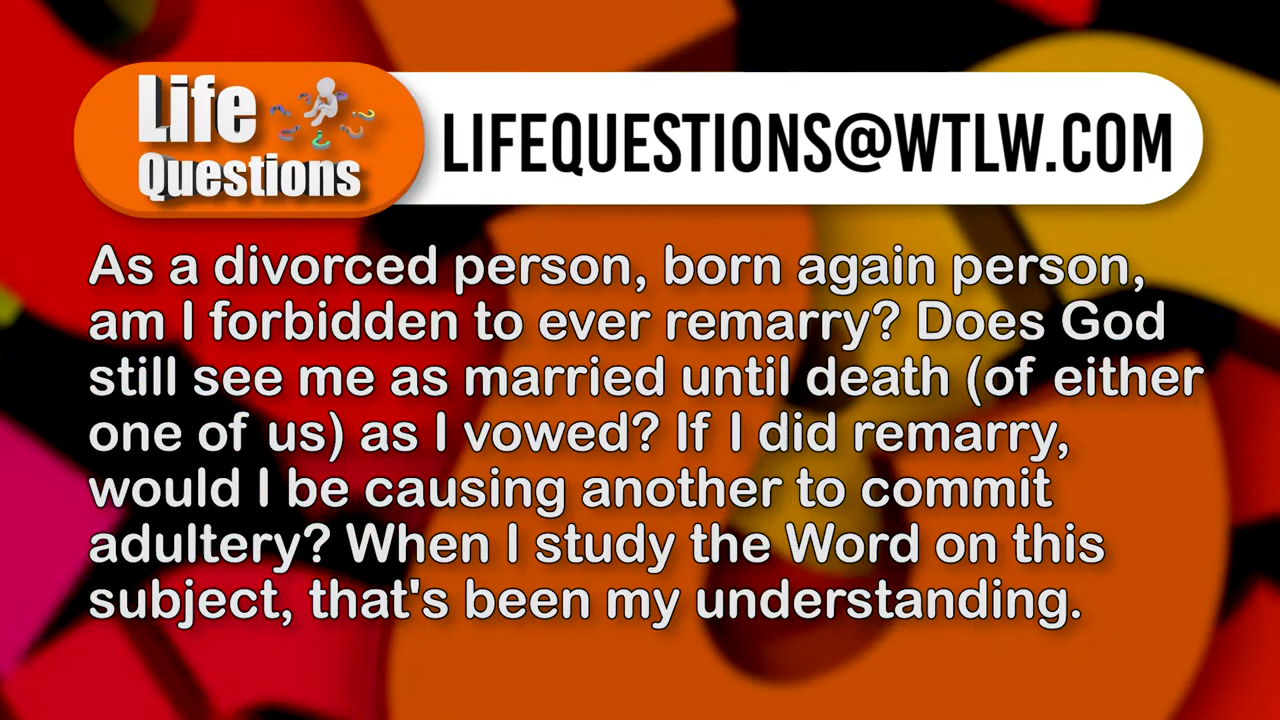 Life
Questions
LIFEQUESTIONS@WTLW.COM
As a divorced person, born again person,
am I forbidden to ever remarry? Does God
still see me as married until death (of either
one of us) as I vowed? If I did remarry,
would I be causing another to commit
adultery? When I study the Word on this
subject, that's been my understanding.